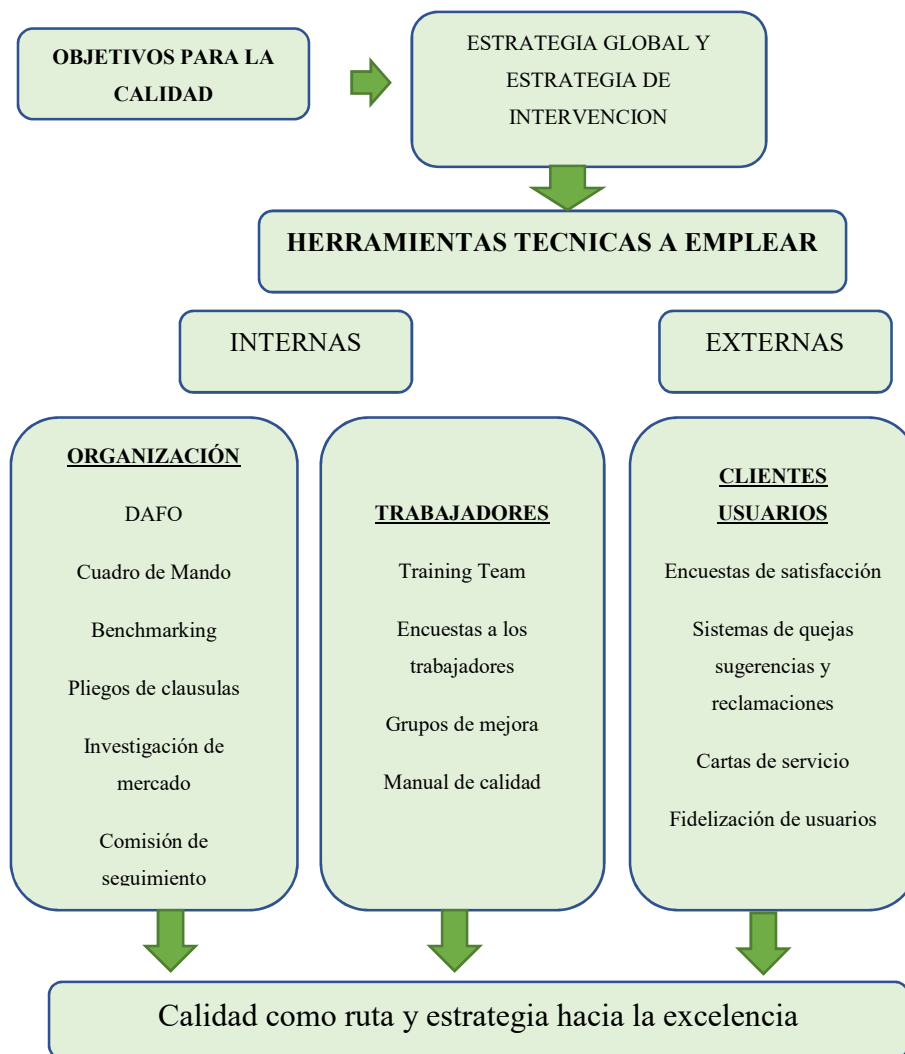 OBJETIVOS PARA LA
CALIDAD
ESTRATEGIA GLOBAL Y
ESTRATEGIA DE
INTERVENCION
HERRAMIENTAS TECNICAS A EMPLEAR
INTERNAS
EXTERNAS
ORGANIZACIÓN
DAFO
Cuadro de Mando
Benchmarking
Pliegos de clausulas
Investigación de
mercado
Comisión de
seguimiento
TRABAJADORES
Training Team
Encuestas a los
trabajadores
Grupos de mejora
Manual de calidad
CLIENTES
USUARIOS
Encuestas de satisfacción
Sistemas de quejas
sugerencias y
reclamaciones
Cartas de servicio
Fidelización de usuarios
Calidad como ruta y estrategia hacia la excelencia